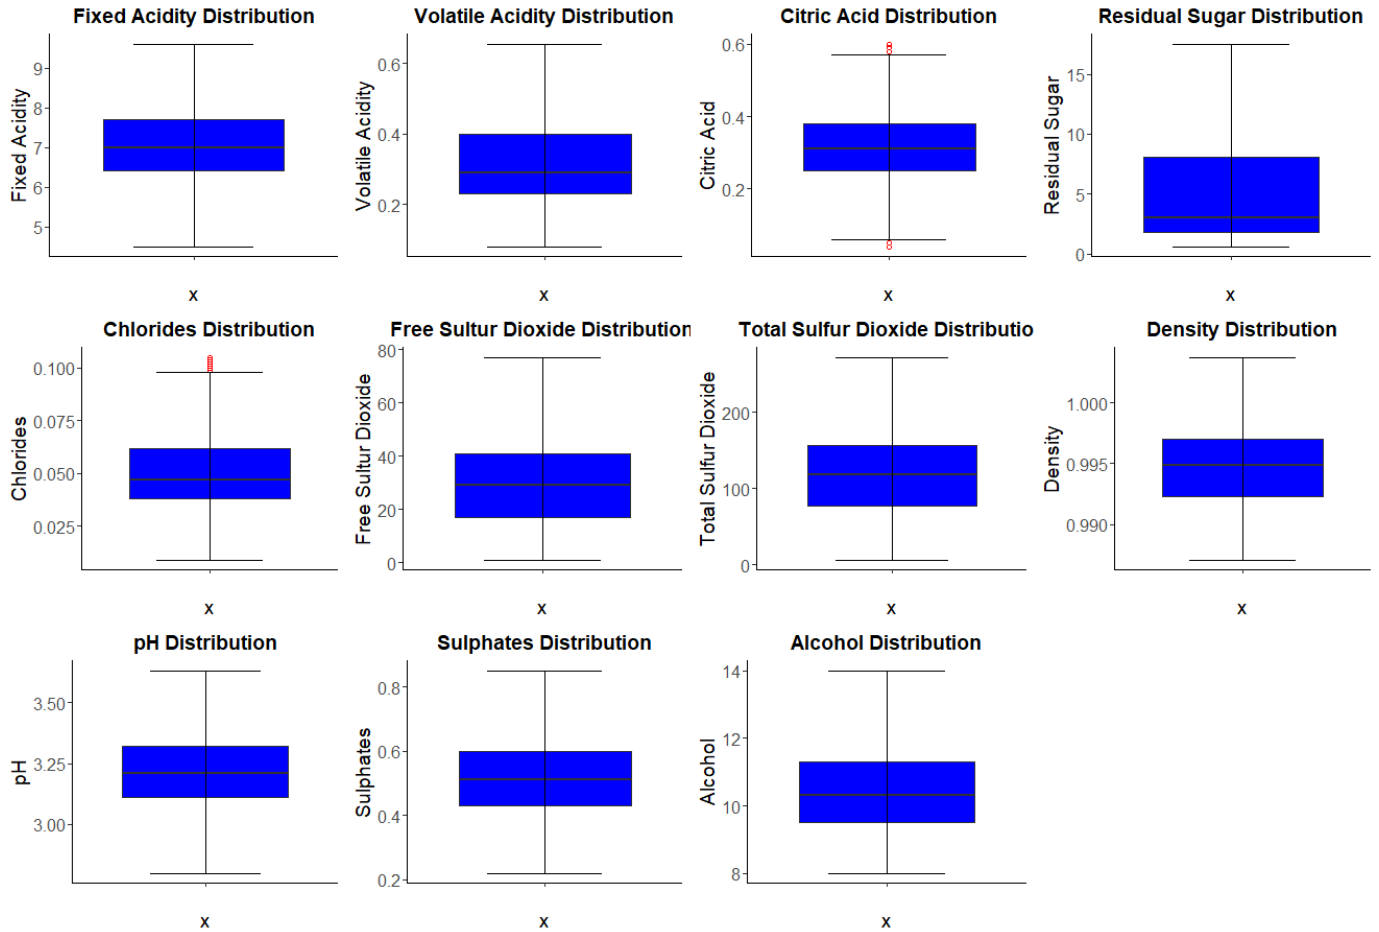 Fixed Acidity Distribution
Fixed Acidity
9
8
7
6
5
x
Volatile Acidity Distribution
Volatile Acidity
0.6
0.4
0.2
x
Citric Acid Distribution
Citric Acid
0.6
0.4
0.2
x
Residual Sugar Distribution
Residual Sugar
15
10
5
0
x
Chlorides Distribution
Chlorides
0.100
0.075
0.050
0.025
x
Free Sultur Dioxide Distribution
Free Sultur Dioxide
80
60
40
20
0
x
Total Sulfur Dioxide Distributio
Total Sulfur Dioxide
200
100
0
x
Density Distribution
Density
1.000
0.995
0.990
x
pH Distribution
pH
3.50
3.25
3.00
x
Sulphates Distribution
Sulphates
0.8
0.6
0.4
0.2
x
Alcohol Distribution
Alcohol
14
12
10
8
x